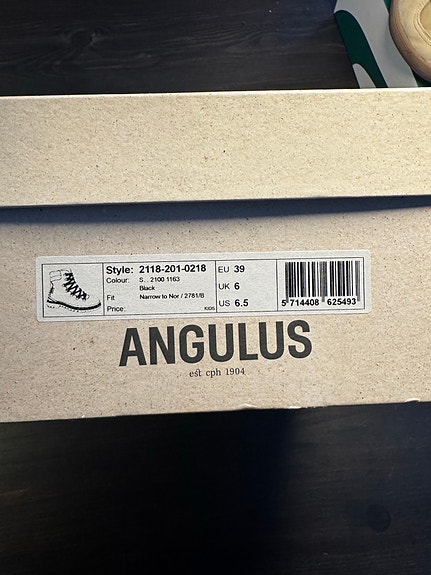 Style: 2118-201-0218
Colour: S.. 2100 1163
Black
Fit Narrow to Nor / 2781/B
Price: KIDS
EU 39
UK 6
US 6.5
5 714408 625493
ANGULUS
est cph 1904